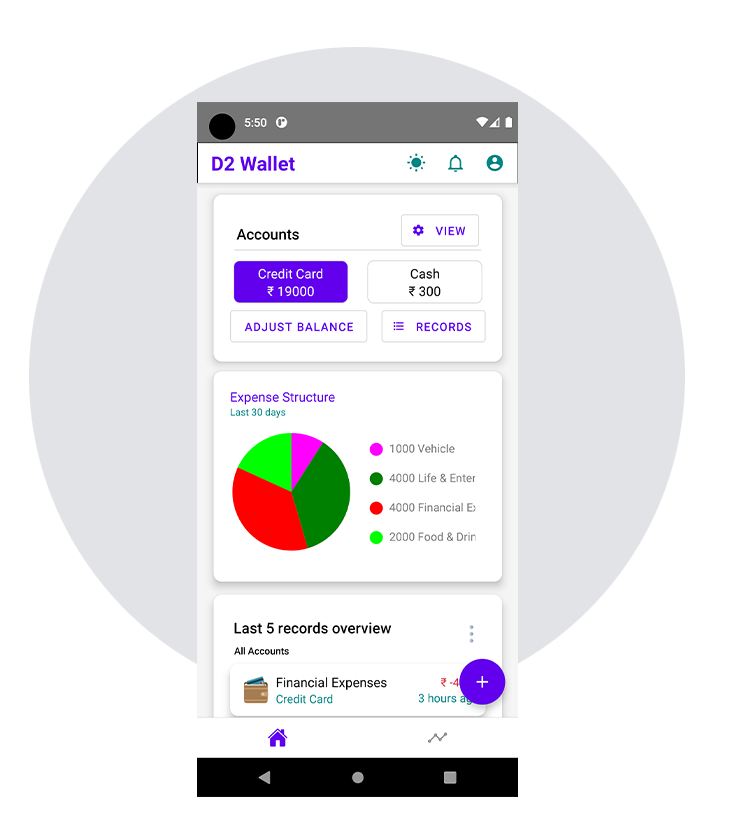 5:50
D2 Wallet
Accounts
VIEW
Credit Card
₹ 19000
Cash
₹ 300
ADJUST BALANCE
RECORDS
Expense Structure
Last 30 days
1000 Vehicle
4000 Life & Enter
4000 Financial Ex
2000 Food & Drin
Last 5 records overview
All Accounts
Financial Expenses
₹ -4
Credit Card
3 hours ag